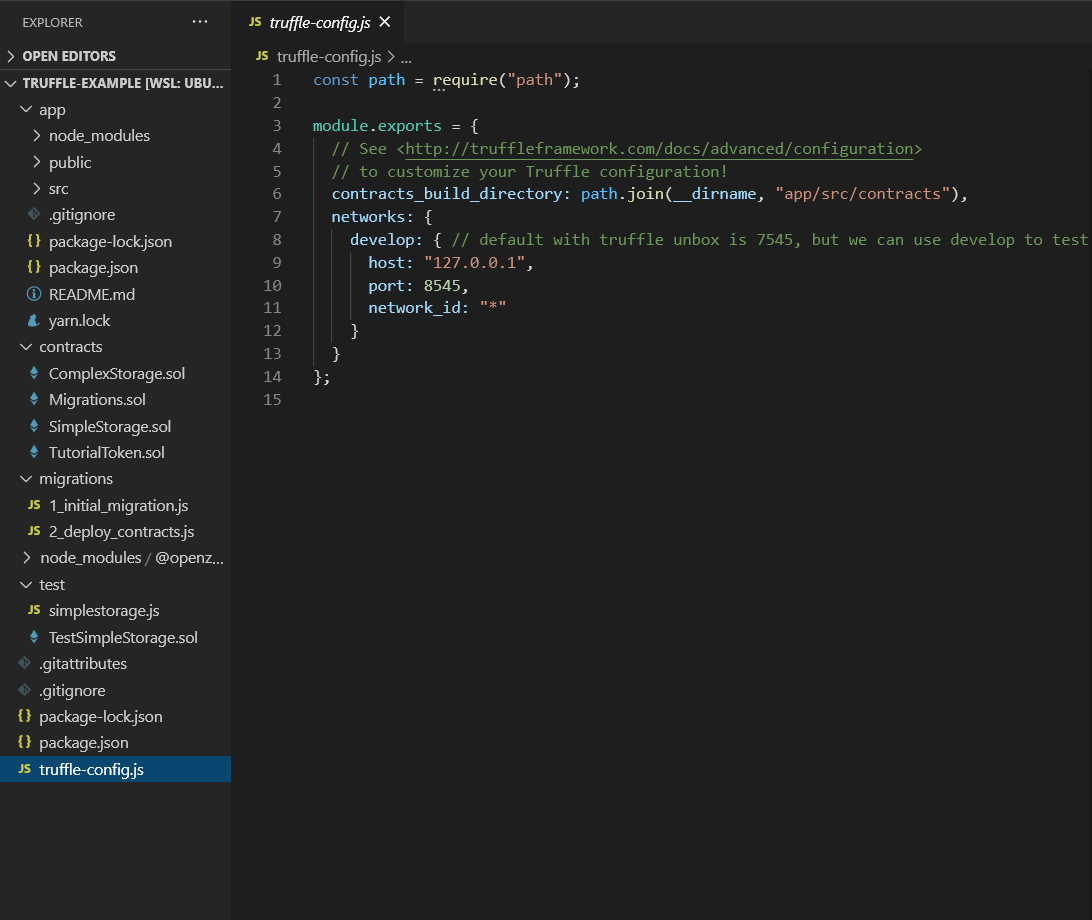 EXPLORER
···
OPEN EDITORS
TRUFFLE-EXAMPLE [WSL: UBU...
app
node_modules
public
src
.gitignore
{} package-lock.json
{} package.json
README.md
yarn.lock
contracts
ComplexStorage.sol
Migrations.sol
SimpleStorage.sol
TutorialToken.sol
migrations
JS 1_initial_migration.js
JS 2_deploy_contracts.js
node_modules / @openz...
test
JS simplestorage.js
TestSimpleStorage.sol
.gitattributes
.gitignore
{} package-lock.json
{} package.json
JS truffle-config.js
JS truffle-config.js ×
JS truffle-config.js > ...
1 const path = require("path");
2
3 module.exports = {
4 // See <http://truffleframework.com/docs/advanced/configuration>
5 // to customize your Truffle configuration!
6 contracts_build_directory: path.join(__dirname, "app/src/contracts"),
7 networks: {
8 develop: { // default with truffle unbox is 7545, but we can use develop to test
9 host: "127.0.0.1",
10 port: 8545,
11 network_id: "*"
12 }
13 }
14 };
15